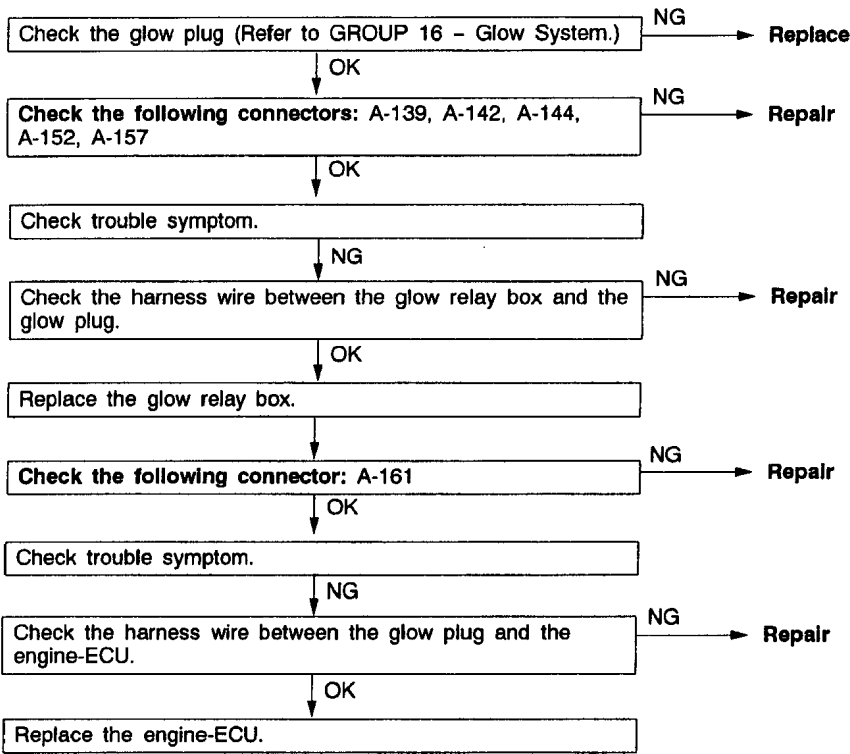 Check the glow plug (Refer to GROUP 16 – Glow System.)
NG
Replace
OK
Check the following connectors: A-139, A-142, A-144,
A-152, A-157
NG
Repair
OK
Check trouble symptom.
NG
Check the harness wire between the glow relay box and the
glow plug.
NG
Repair
OK
Replace the glow relay box.
Check the following connector: A-161
NG
Repair
OK
Check trouble symptom.
NG
Check the harness wire between the glow plug and the
engine-ECU.
NG
Repair
OK
Replace the engine-ECU.